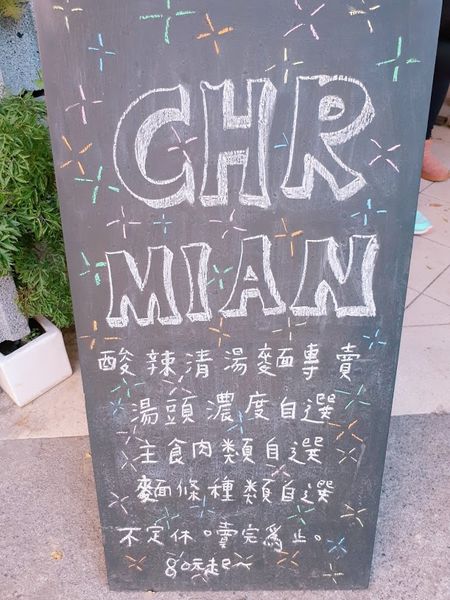 CHR
MIAN
酸辣清湯麵專賣
湯頭濃度自選
主食肉類自選
麵條種類自選
不定休。賣完為止。
80元起~